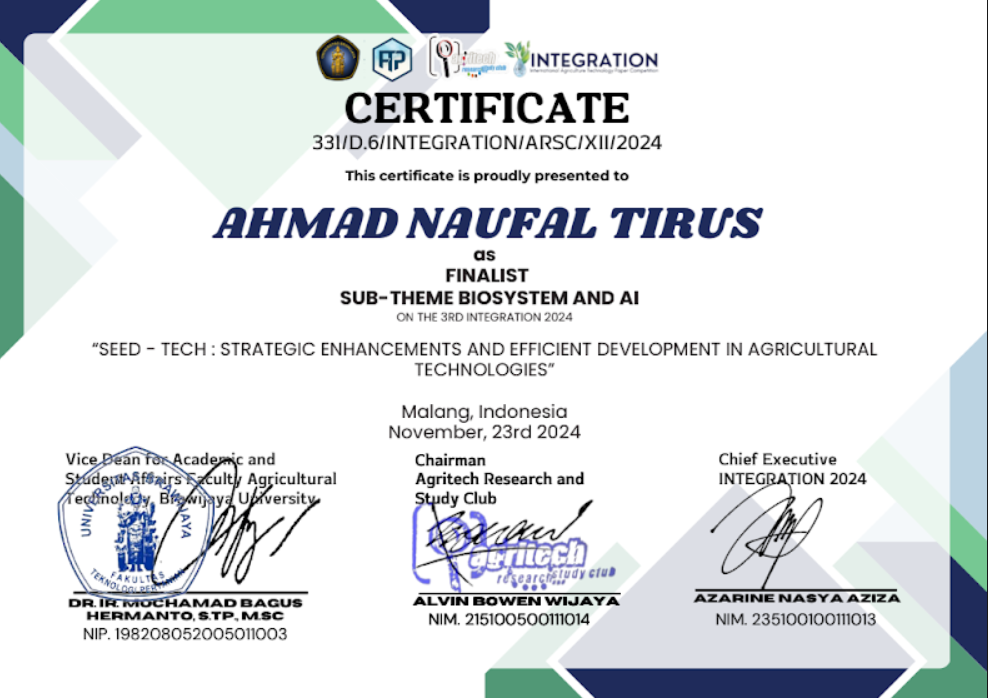 agritech
research study club
INTEGRATION
International Agriculture Technology Paper Competition
CERTIFICATE
331/D.6/INTEGRATION/ARSC/XII/2024
This certificate is proudly presented to
AHMAD NAUFAL TIRUS
as
FINALIST
SUB-THEME BIOSYSTEM AND AI
ON THE 3RD INTEGRATION 2024
“SEED - TECH : STRATEGIC ENHANCEMENTS AND EFFICIENT DEVELOPMENT IN AGRICULTURAL
TECHNOLOGIES”
Malang, Indonesia
November, 23rd 2024
Vice Dean for Academic and
Student Affairs Faculty Agricultural
Technology, Brawijaya University
UNIVERSITAS BRAWIJAYA
FAKULTAS
TEKNOLOGI PERTANIAN
DR. IR. MOCHAMAD BAGUS
HERMANTO, S.TP., M.SC
NIP. 198208052005011003
Chairman
Agritech Research and
Study Club
agritech
research study club
ALVIN BOWEN WIJAYA
NIM. 215100500111014
Chief Executive
INTEGRATION 2024
AZARINE NASYA AZIZA
NIM. 235100100111013